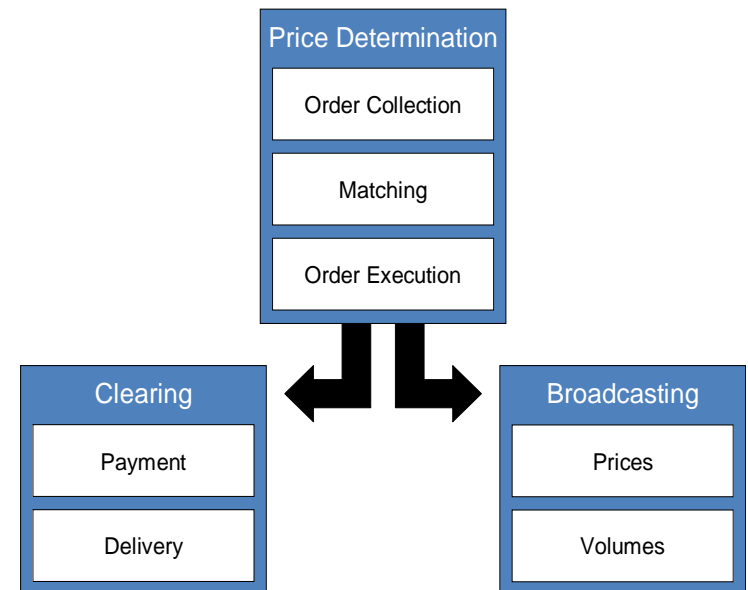 Price Determination
Order Collection
Matching
Order Execution
Clearing
Payment
Delivery
Broadcasting
Prices
Volumes